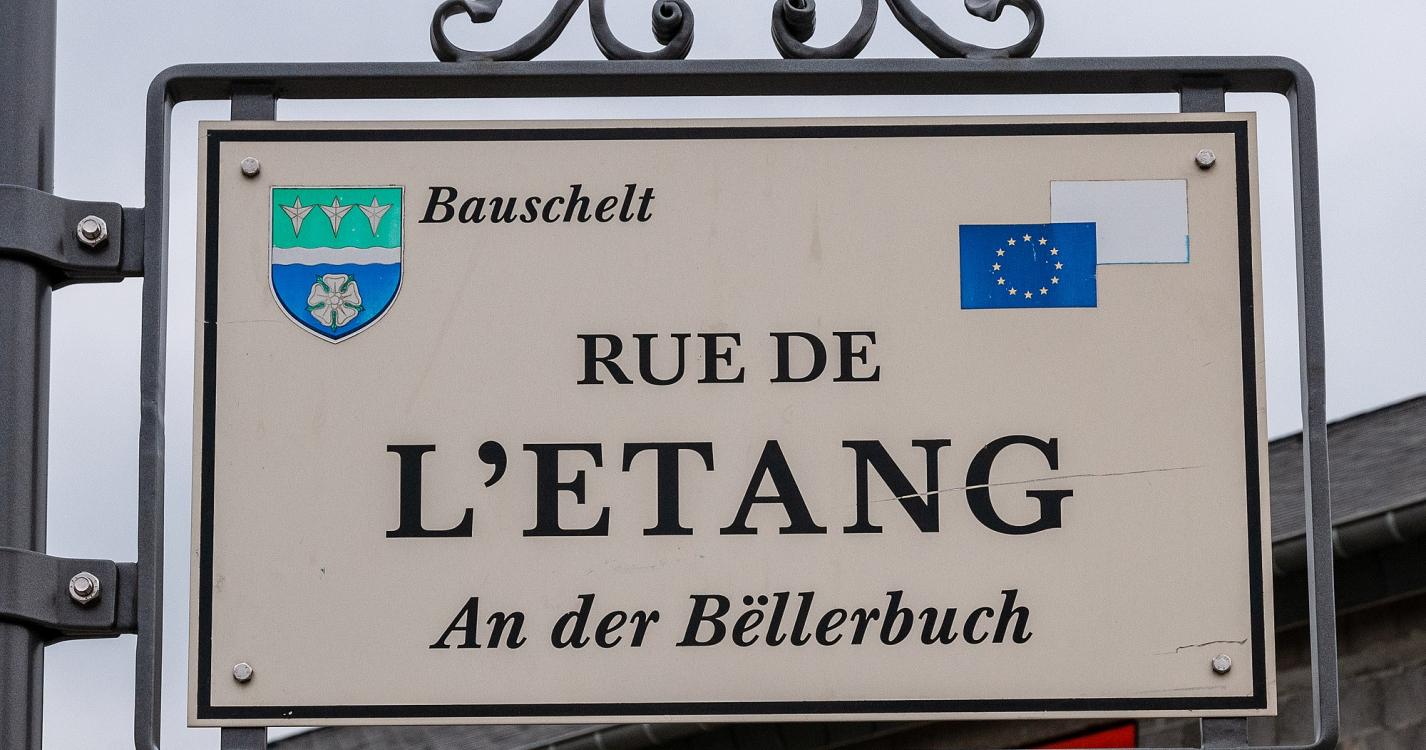 Bauschelt
RUE DE
L’ETANG
An der Bëllerbuch